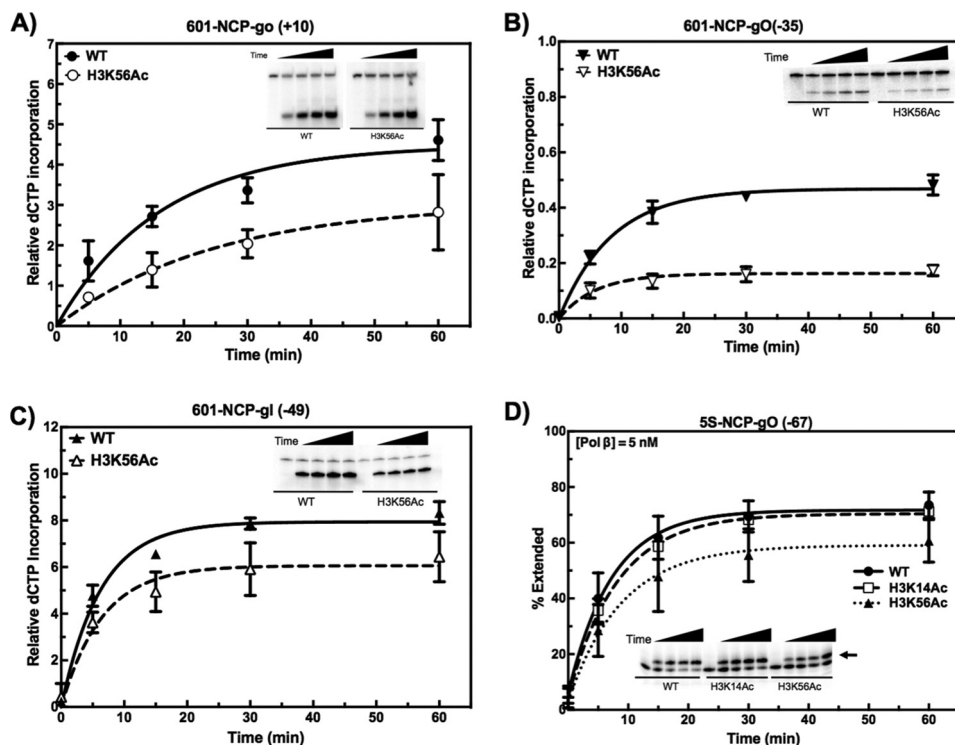 A)
601-NCP-go (+10)
WT
H3K56Ac
Time
WT
H3K56Ac
Relative dCTP incorporation
7
6
5
4
3
2
1
0
0 10 20 30 40 50 60
Time (min)
B)
601-NCP-gO(-35)
WT
H3K56Ac
Time
WT
H3K56Ac
Relative dCTP incorporation
1.0
0.8
0.6
0.4
0.2
0.0
0 10 20 30 40 50 60
Time (min)
C)
601-NCP-gI (-49)
WT
H3K56Ac
Time
WT
H3K56Ac
Relative dCTP Incorporation
12
10
8
6
4
2
0
0 10 20 30 40 50 60
Time (min)
D)
5S-NCP-gO (-67)
[Pol β] = 5 nM
% Extended
100
80
60
40
20
0
WT
H3K14Ac
H3K56Ac
Time
WT
H3K14Ac
H3K56Ac
0 10 20 30 40 50 60
Time (min)